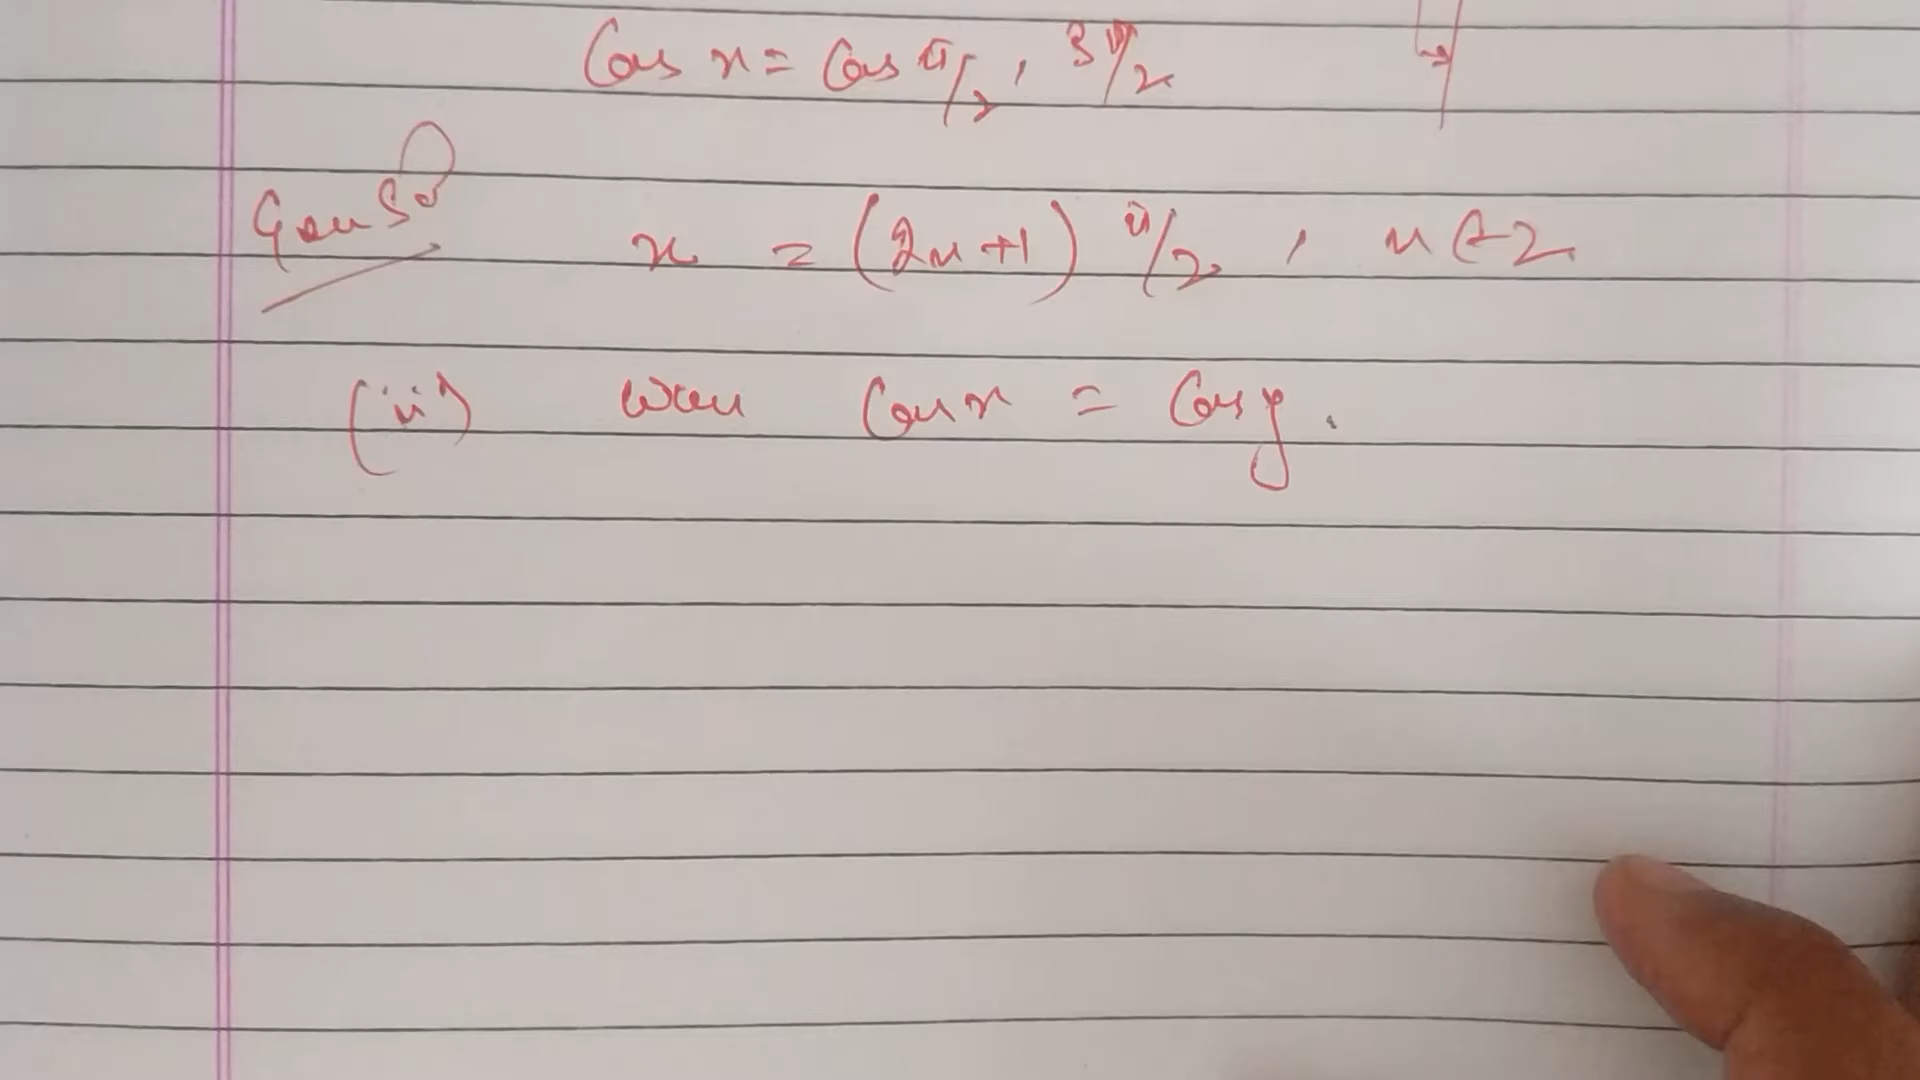 Cos x = Cos π/2, 3π/2
Gen Sol
x = (2n+1) π/2, n ∈ Z
(ii) when Cos x = Cos y.